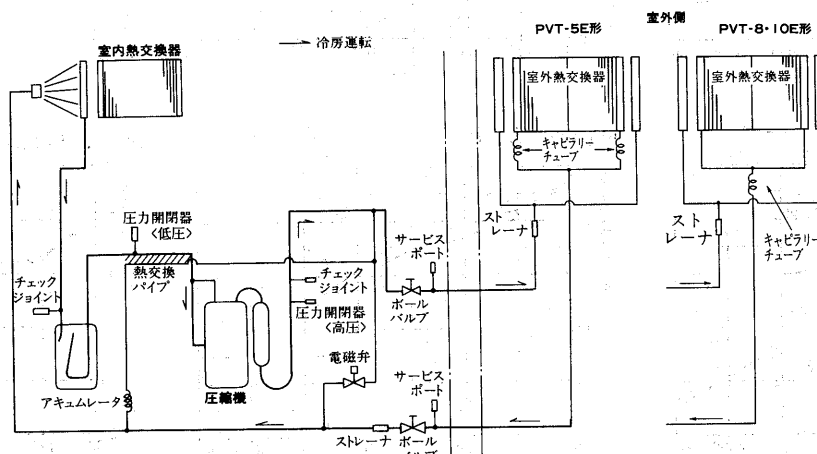 室外側
PVT-5E形
PVT-8・10E形
室内熱交換器
冷房運転
室外熱交換器
室外熱交換器
キャピラリー
チューブ
圧力開閉器
〈低圧〉
スト
レーナ
スト
レーナ
キャピラリー
チューブ
サービス
ポート
チェック
ジョイント
熱交換
パイプ
チェック
ジョイント
圧力開閉器
〈高圧〉
ボール
バルブ
電磁弁
サービス
ポート
アキュムレータ
圧縮機
ストレーナ
ボール
バルブ